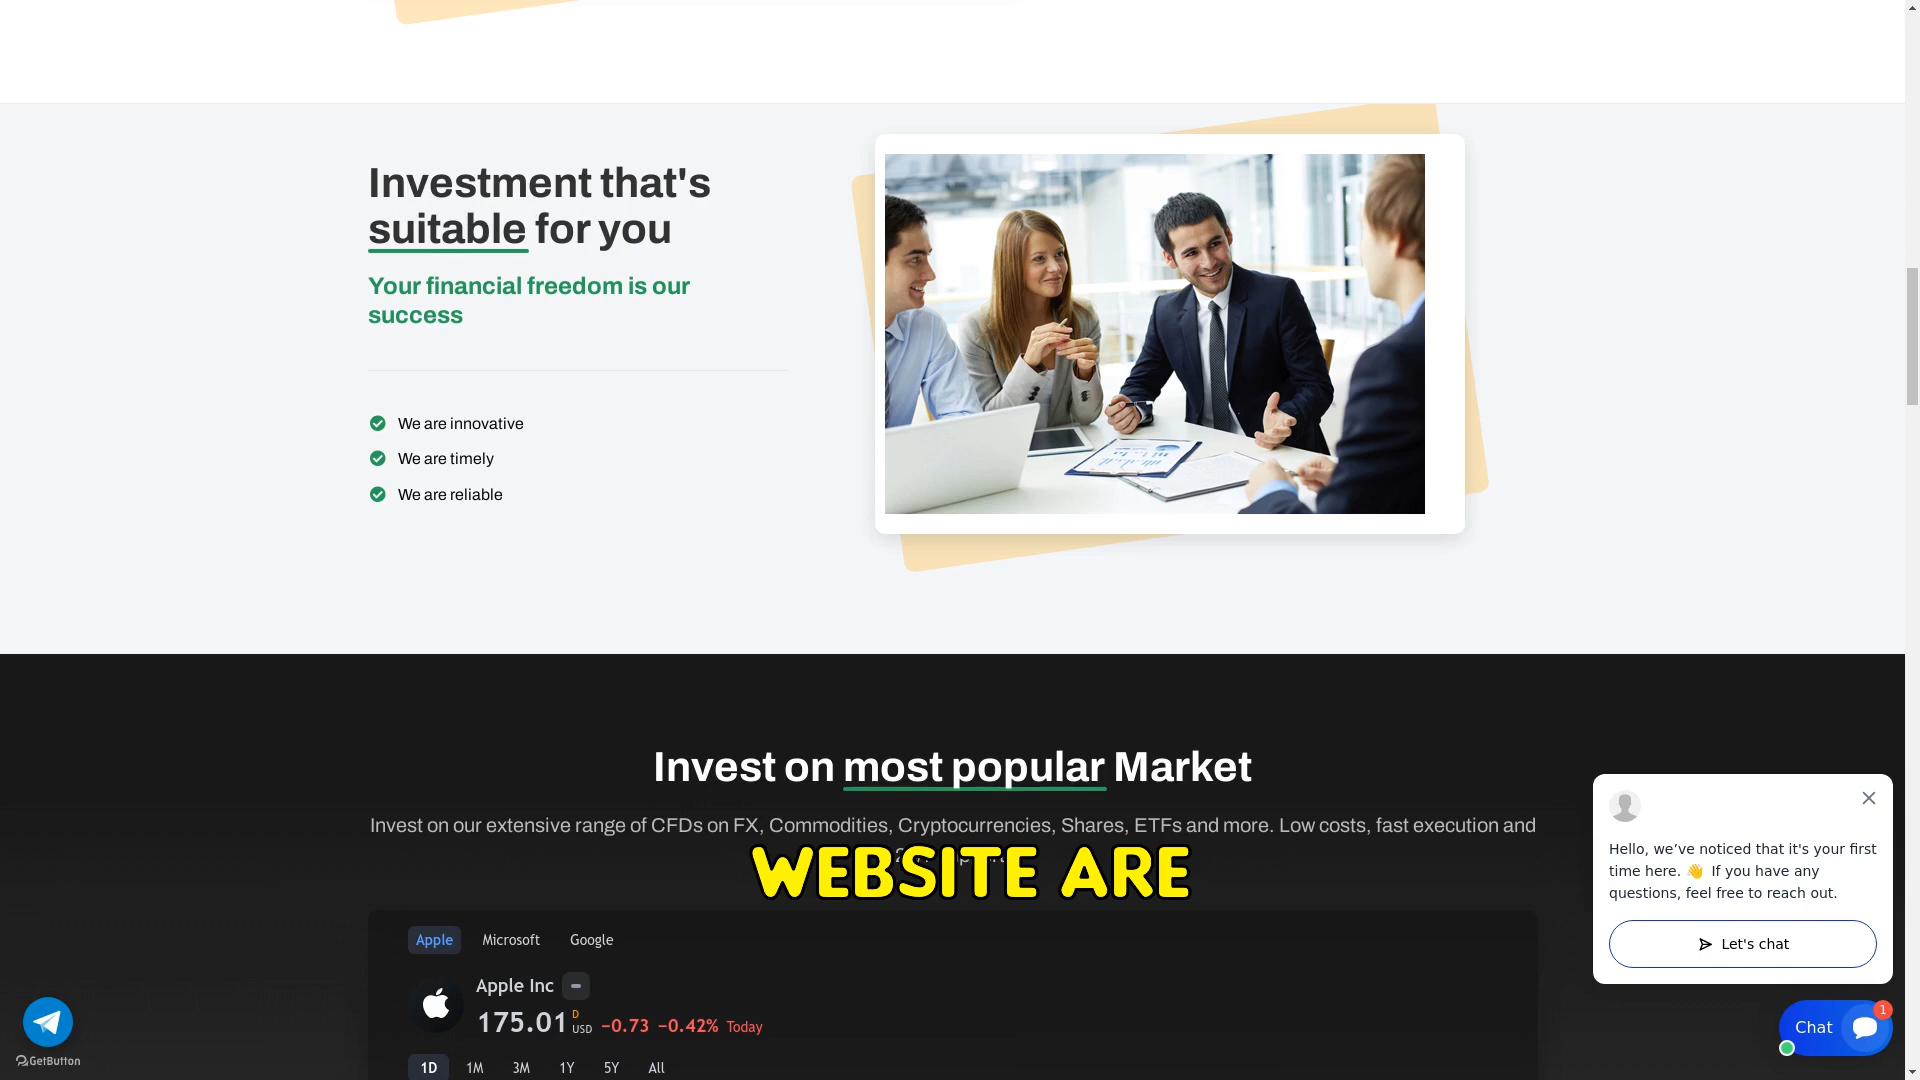 Investment that's
suitable for you
Your financial freedom is our
success
We are innovative
We are timely
We are reliable
Invest on most popular Market
Invest on our extensive range of CFDs on FX, Commodities, Cryptocurrencies, Shares, ETFs and more. Low costs, fast execution and
WEBSITE ARE
Apple Microsoft Google
Apple Inc
175.01 D USD −0.73 −0.42% Today
1D 1M 3M 1Y 5Y All
Hello, we’ve noticed that it's your first
time here. 👋 If you have any
questions, feel free to reach out.
Let's chat
Chat 1
GetButton